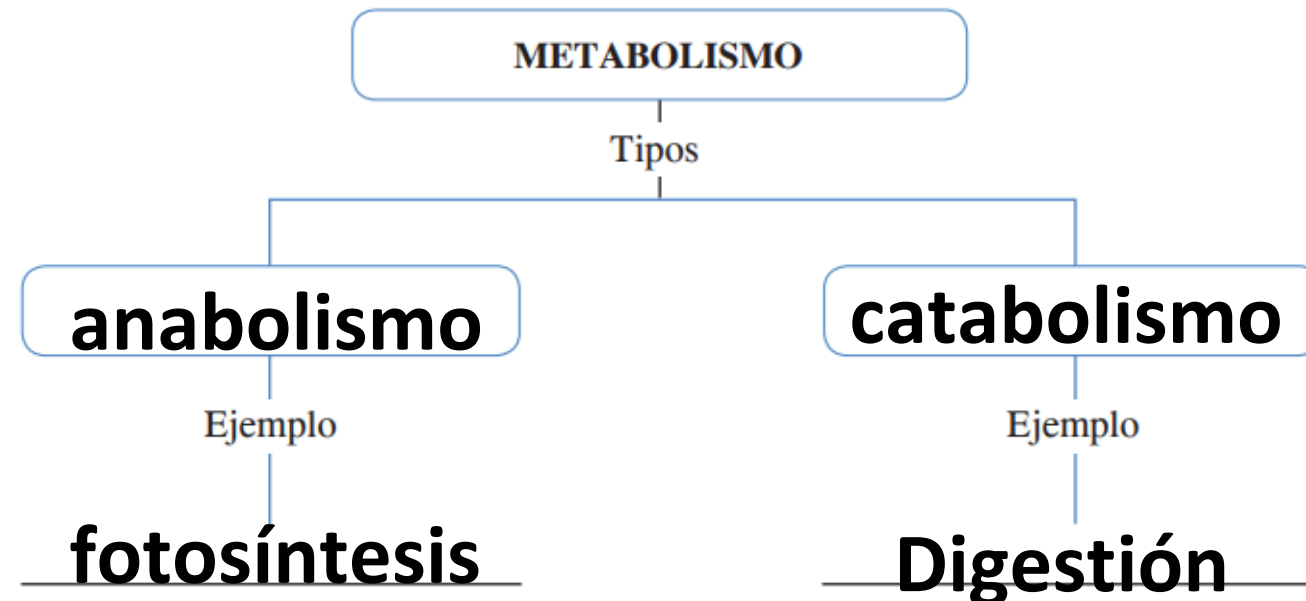 METABOLISMO
Tipos
anabolismo
catabolismo
Ejemplo
Ejemplo
fotosíntesis
Digestión